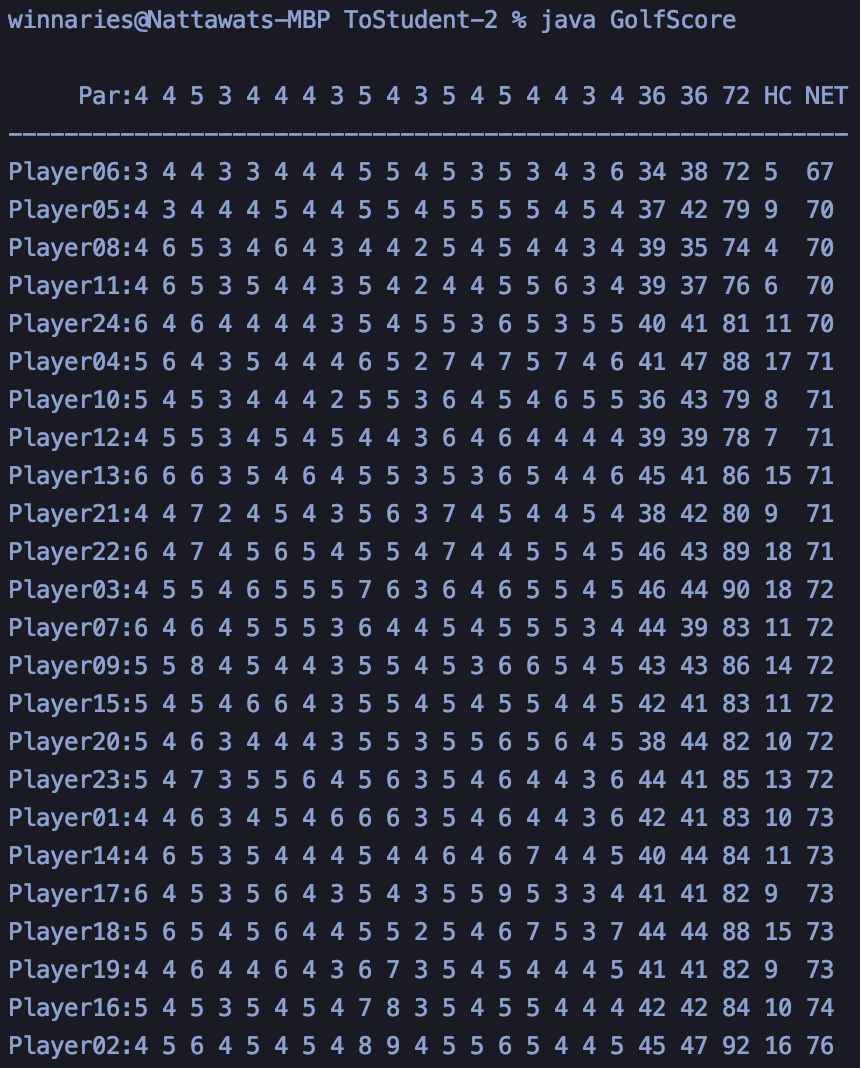 winnaries@Nattawats-MBP ToStudent-2 % java GolfScore
Par:4 4 5 3 4 4 4 3 5 4 3 5 4 5 4 4 3 4 36 36 72 HC NET
------------------------------------------------------------
Player06:3 4 4 3 3 4 4 4 5 5 4 5 3 5 3 4 3 6 34 38 72 5  67
Player05:4 3 4 4 4 5 4 4 5 5 4 5 5 5 5 4 5 4 37 42 79 9  70
Player08:4 6 5 3 4 6 4 3 4 4 2 5 4 5 4 4 3 4 39 35 74 4  70
Player11:4 6 5 3 5 4 4 3 5 4 2 4 4 5 5 6 3 4 39 37 76 6  70
Player24:6 4 6 4 4 4 4 3 5 4 5 5 3 6 5 3 5 5 40 41 81 11 70
Player04:5 6 4 3 5 4 4 4 6 5 2 7 4 7 5 7 4 6 41 47 88 17 71
Player10:5 4 5 3 4 4 4 2 5 5 3 6 4 5 4 6 5 5 36 43 79 8  71
Player12:4 5 5 3 4 5 4 5 4 4 3 6 4 6 4 4 4 4 39 39 78 7  71
Player13:6 6 6 3 5 4 6 4 5 5 3 5 3 6 5 4 4 6 45 41 86 15 71
Player21:4 4 7 2 4 5 4 3 5 6 3 7 4 5 4 4 5 4 38 42 80 9  71
Player22:6 4 7 4 5 6 5 4 5 5 4 7 4 4 5 5 4 5 46 43 89 18 71
Player03:4 5 5 4 6 5 5 5 7 6 3 6 4 6 5 5 4 5 46 44 90 18 72
Player07:6 4 6 4 5 5 5 3 6 4 4 5 4 5 5 5 3 4 44 39 83 11 72
Player09:5 5 8 4 5 4 4 3 5 5 4 5 3 6 6 5 4 5 43 43 86 14 72
Player15:5 4 5 4 6 6 4 3 5 5 4 5 4 5 5 4 4 5 42 41 83 11 72
Player20:5 4 6 3 4 4 4 3 5 5 3 5 5 6 5 6 4 5 38 44 82 10 72
Player23:5 4 7 3 5 5 6 4 5 6 3 5 4 6 4 4 3 6 44 41 85 13 72
Player01:4 4 6 3 4 5 4 6 6 6 3 5 4 6 4 4 3 6 42 41 83 10 73
Player14:4 6 5 3 5 4 4 4 5 4 4 6 4 6 7 4 4 5 40 44 84 11 73
Player17:6 4 5 3 5 6 4 3 5 4 3 5 5 9 5 3 3 4 41 41 82 9  73
Player18:5 6 5 4 5 6 4 4 5 5 2 5 4 6 7 5 3 7 44 44 88 15 73
Player19:4 4 6 4 4 6 4 3 6 7 3 5 4 5 4 4 4 5 41 41 82 9  73
Player16:5 4 5 3 5 4 5 4 7 8 3 5 4 5 5 4 4 4 42 42 84 10 74
Player02:4 5 6 4 5 4 5 4 8 9 4 5 5 6 5 4 4 5 45 47 92 16 76